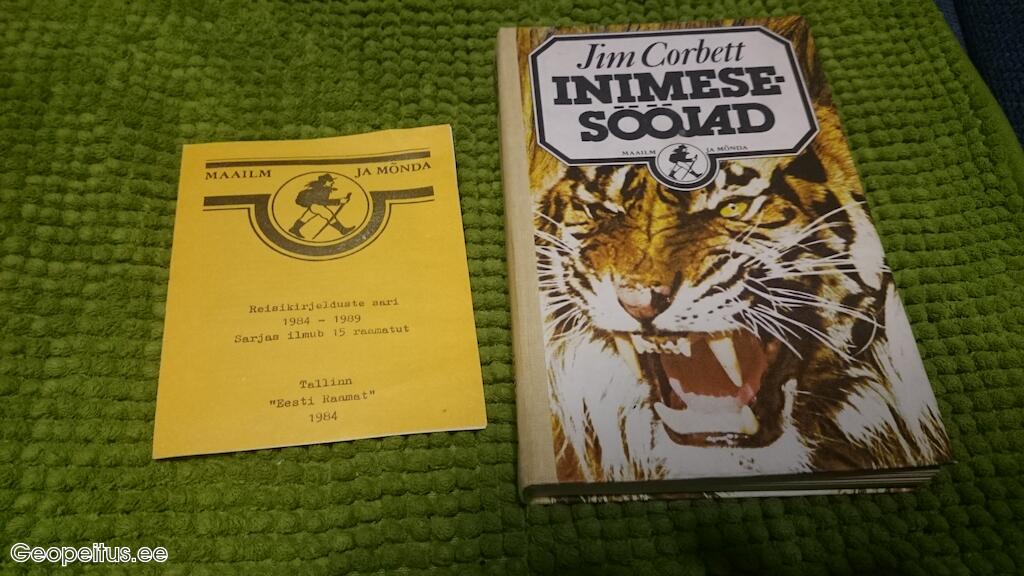 MAAILM JA MÕNDA
Reisikirjelduste sari
1984 - 1989
Sarjas ilmub 15 raamatut
Tallinn
"Eesti Raamat"
1984
Jim Corbett
INIMESE-
SÖÖJAD
MAAILM JA MÕNDA
Geopeitus.ee